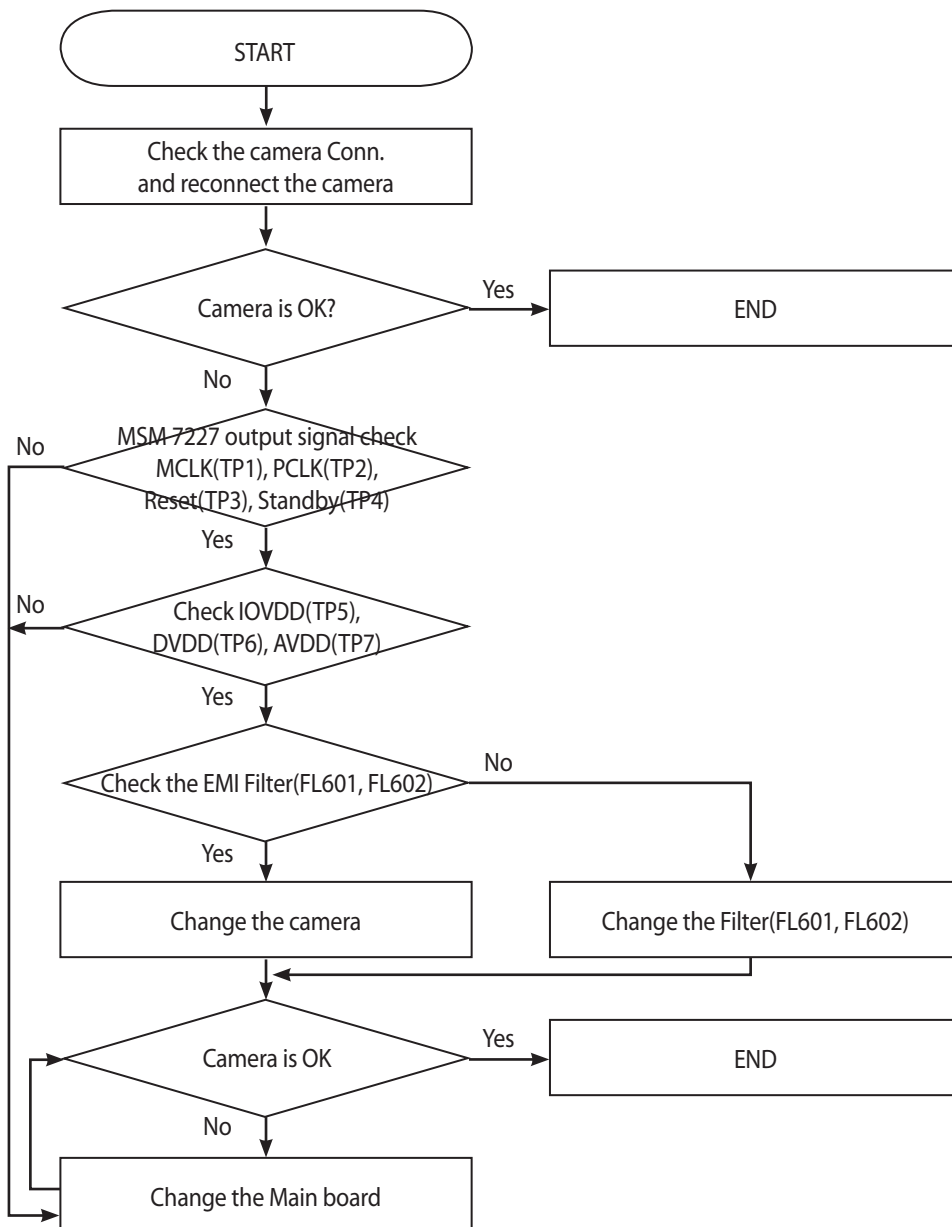 START
Check the camera Conn.
and reconnect the camera
Camera is OK?
Yes
END
No
MSM 7227 output signal check
MCLK(TP1), PCLK(TP2),
Reset(TP3), Standby(TP4)
No
Yes
Check IOVDD(TP5),
DVDD(TP6), AVDD(TP7)
No
Yes
Check the EMI Filter(FL601, FL602)
No
Yes
Change the camera
Change the Filter(FL601, FL602)
Camera is OK
Yes
END
No
Change the Main board